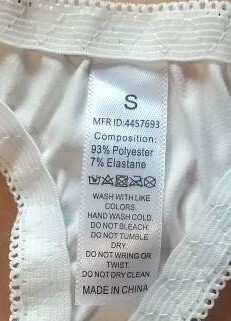 S
MFR ID:4457693
Composition:
93% Polyester
7% Elastane
WASH WITH LIKE
COLORS.
HAND WASH COLD.
DO NOT BLEACH.
DO NOT TUMBLE
DRY.
DO NOT WRING OR
TWIST.
DO NOT DRY CLEAN.
MADE IN CHINA